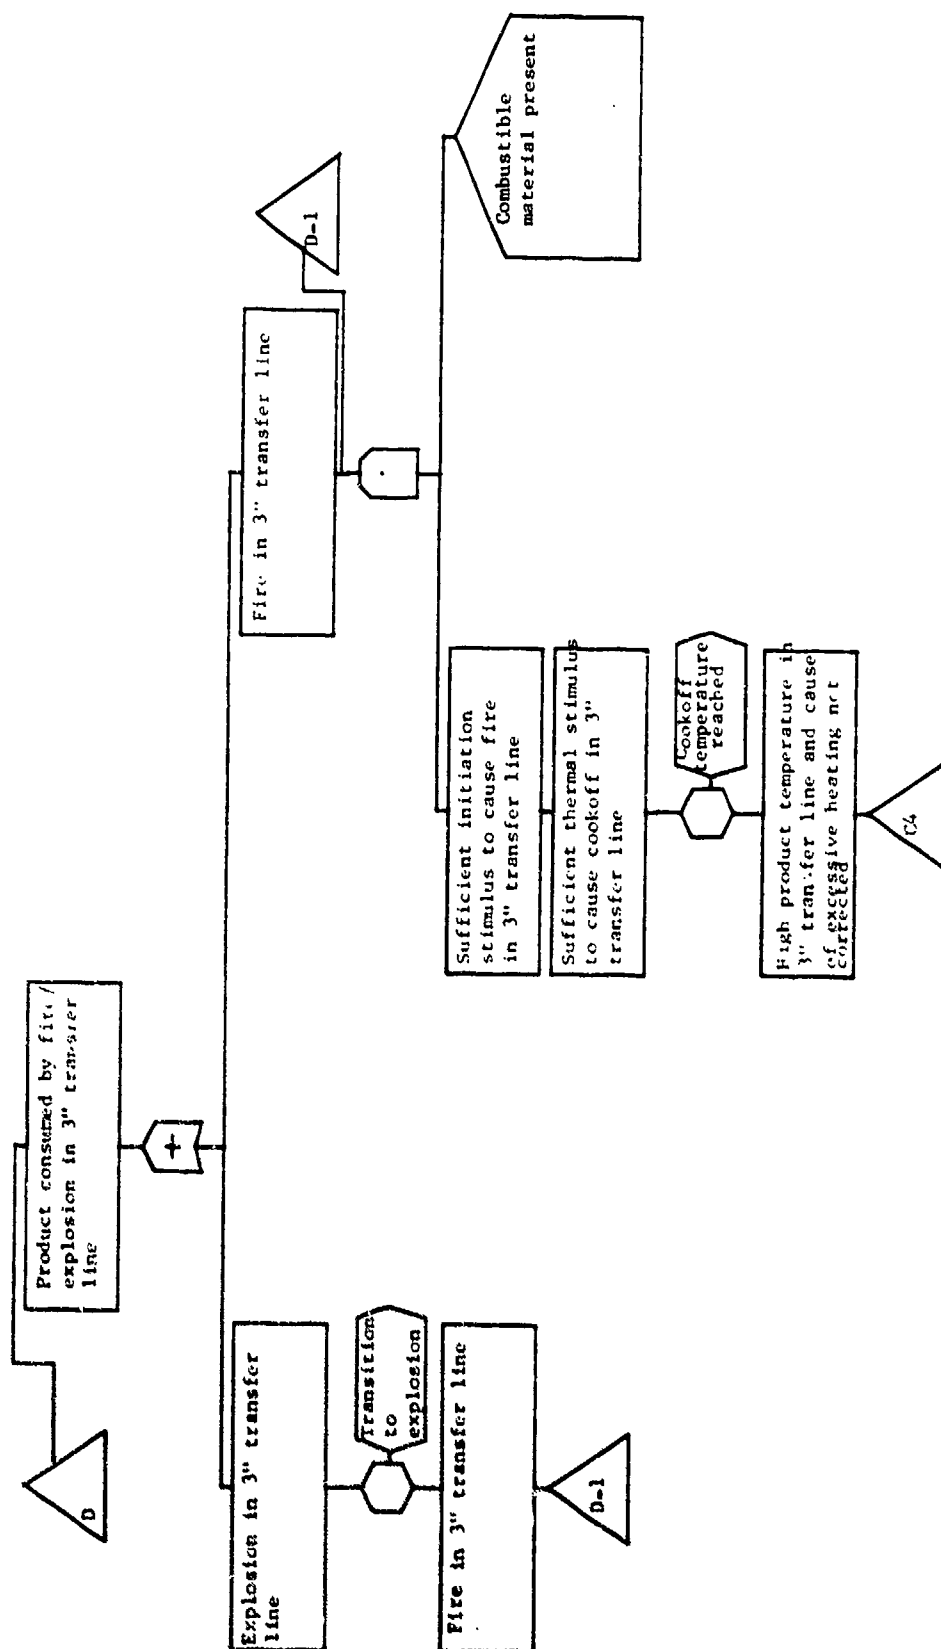 D
Product consumed by fire/
explosion in 3" transfer
line
+
Explosion in 3" transfer
line
Transition
to
explosion
Fire in 3" transfer line
D-1
Fire in 3" transfer line
D-1
Sufficient initiation
stimulus to cause fire
in 3" transfer line
Sufficient thermal stimulus
to cause cookoff in 3"
transfer line
Cookoff
temperature
reached
High product temperature in
3" transfer line and cause
of excessive heating not
corrected
C4
Combustible
material present